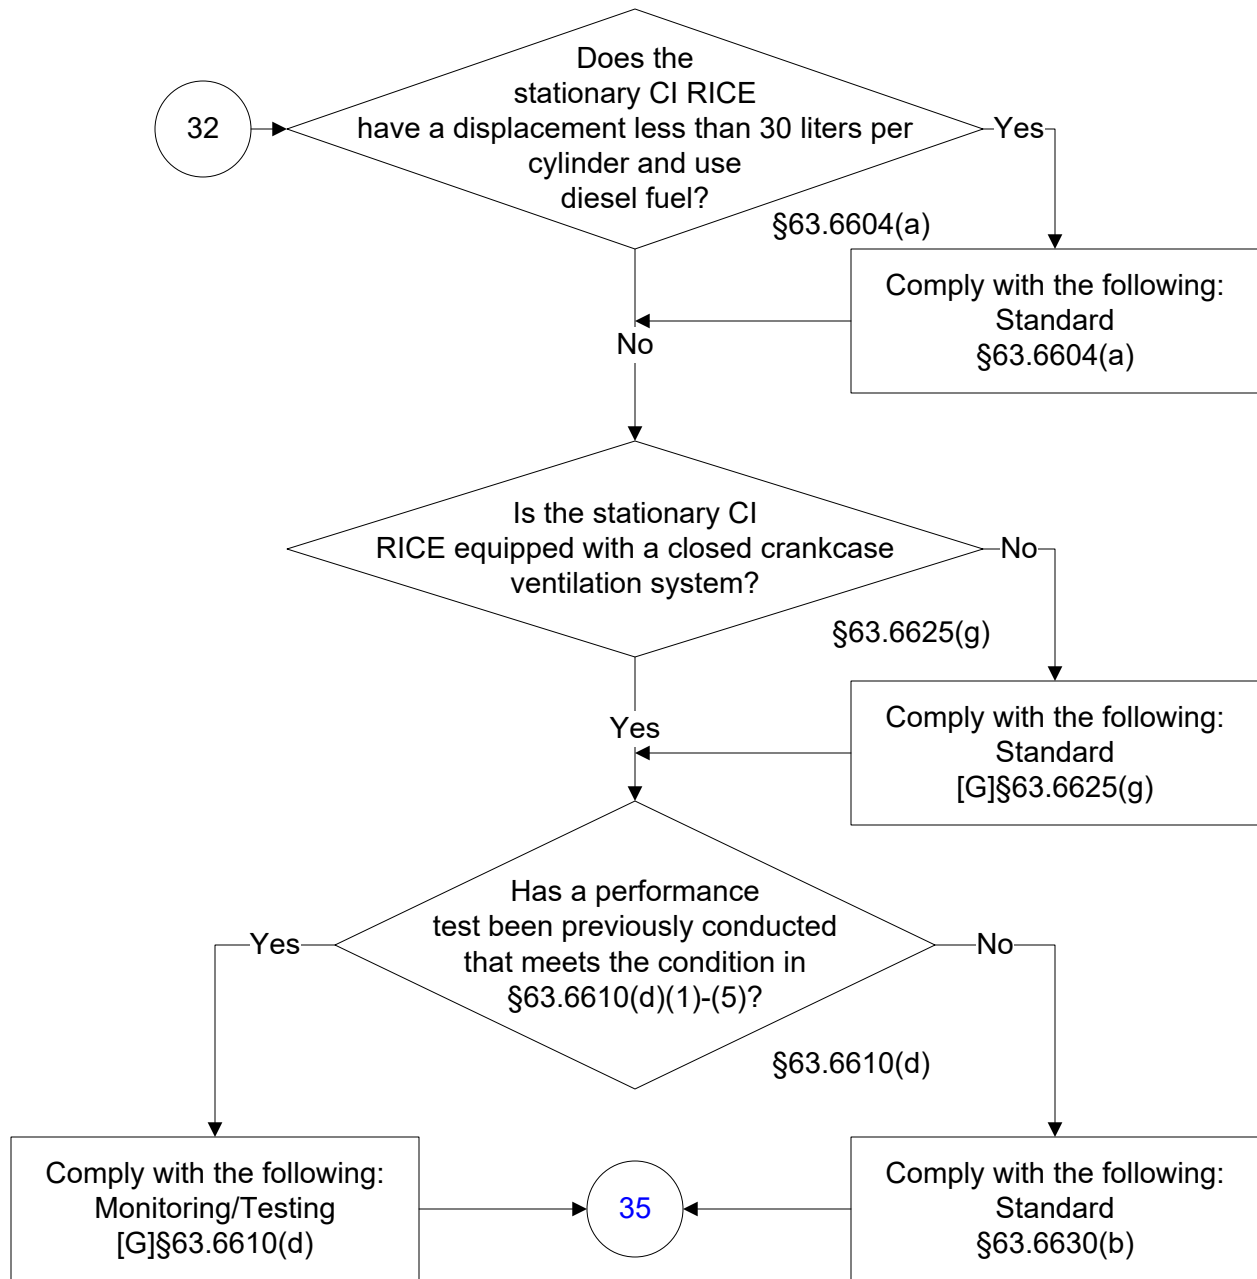 32
Does the
stationary CI RICE
have a displacement less than 30 liters per
cylinder and use
diesel fuel?
Yes
§63.6604(a)
Comply with the following:
Standard
§63.6604(a)
No
Is the stationary CI
RICE equipped with a closed crankcase
ventilation system?
No
§63.6625(g)
Comply with the following:
Standard
[G]§63.6625(g)
Yes
Has a performance
test been previously conducted
that meets the condition in
§63.6610(d)(1)-(5)?
Yes
No
§63.6610(d)
Comply with the following:
Monitoring/Testing
[G]§63.6610(d)
35
Comply with the following:
Standard
§63.6630(b)